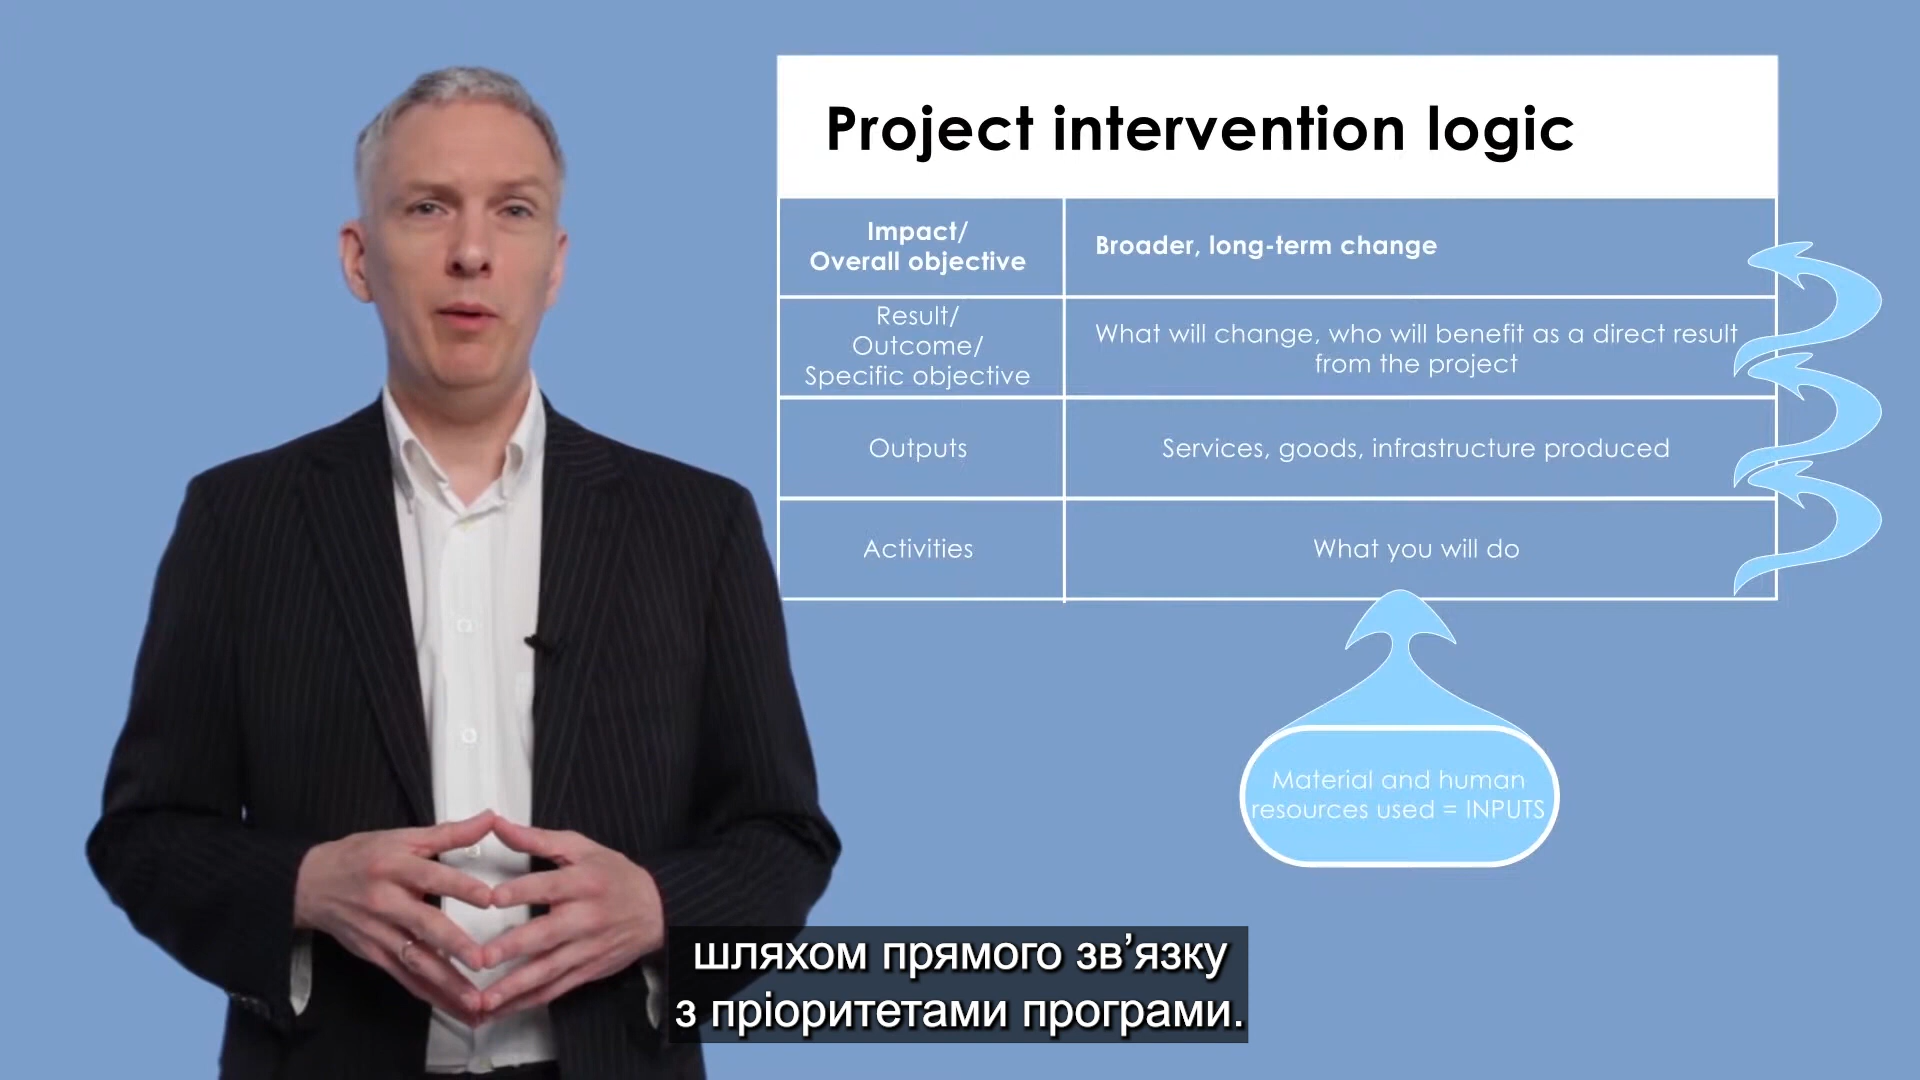 Project intervention logic
Impact/
Overall objective
Broader, long-term change
Result/
Outcome/
Specific objective
What will change, who will benefit as a direct result
from the project
Outputs
Services, goods, infrastructure produced
Activities
What you will do
Material and human
resources used = INPUTS
шляхом прямого зв’язку
з пріоритетами програми.